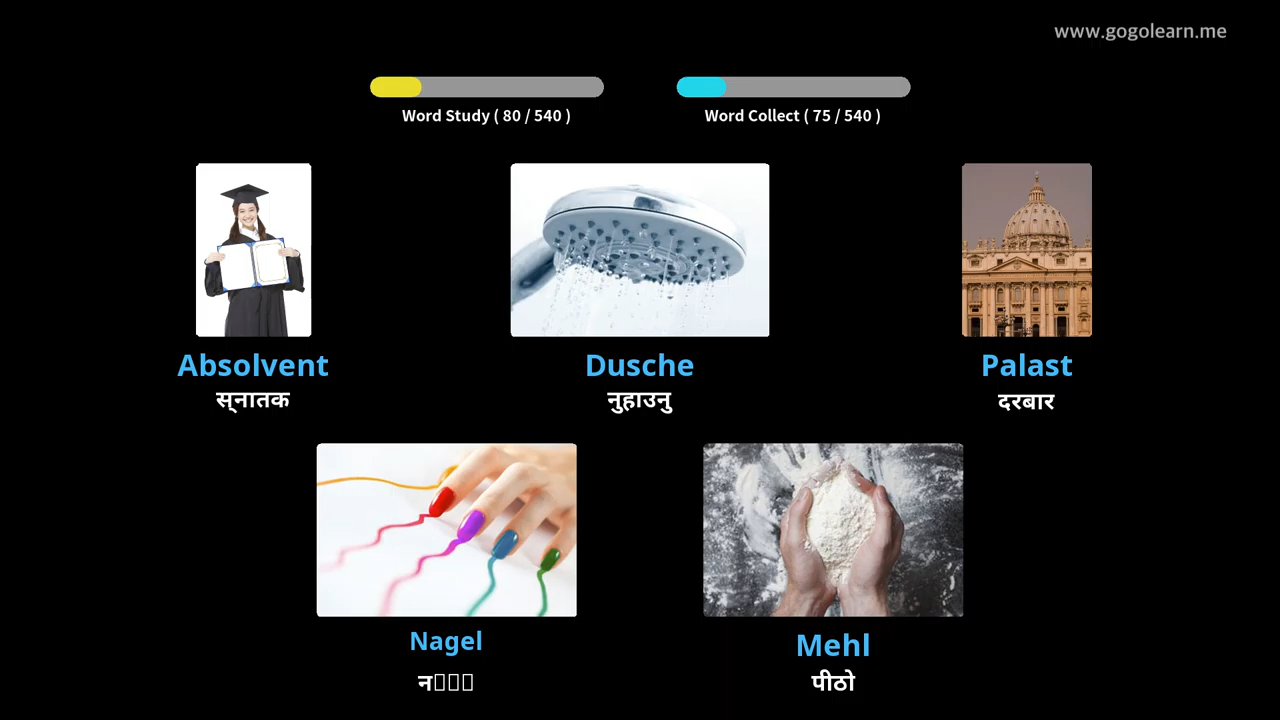 www.gogolearn.me
Word Study ( 80 / 540 )
Word Collect ( 75 / 540 )
Absolvent
स्‌नातक
Dusche
नुहाउनु
Palast
दरबार
Nagel
Mehl
पीठो